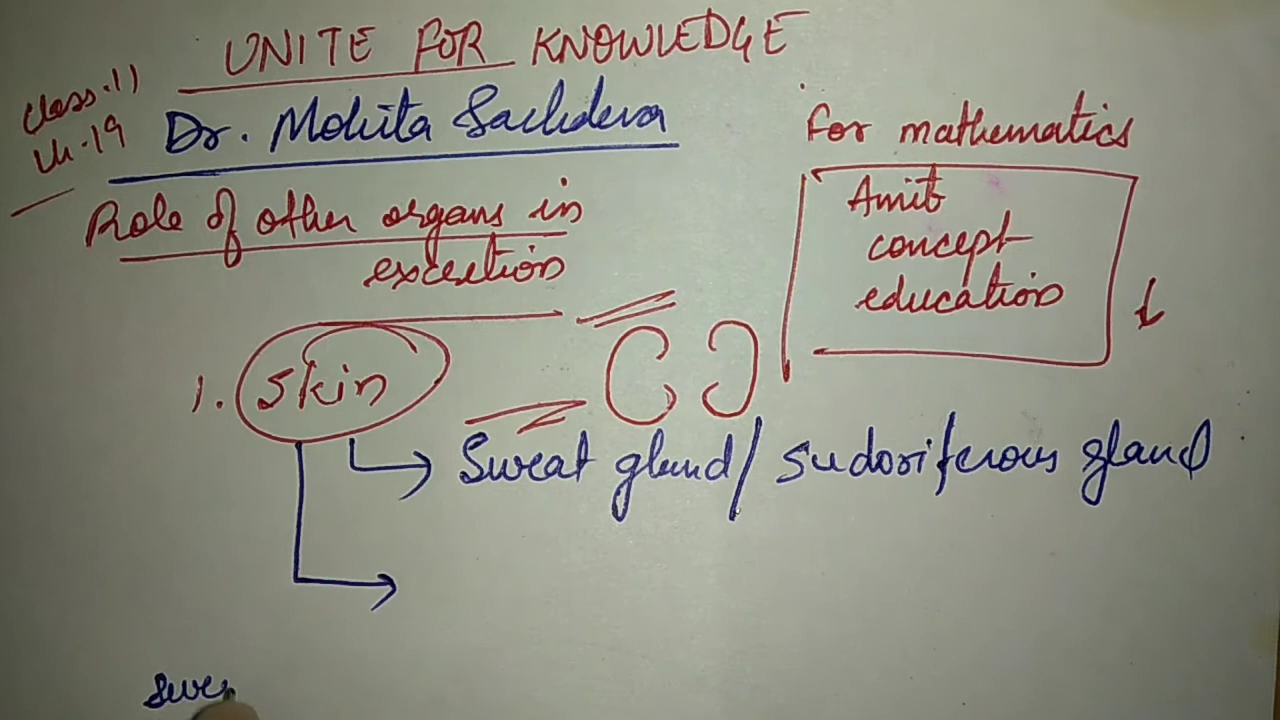 UNITE FOR KNOWLEDGE
Class.11
Ch.19
Dr. Mohita Sachdeva
Role of other organs in
excretion
For mathematics
Amit
concept
education
1. Skin
Sweat gland/ sudoriferous gland
swe